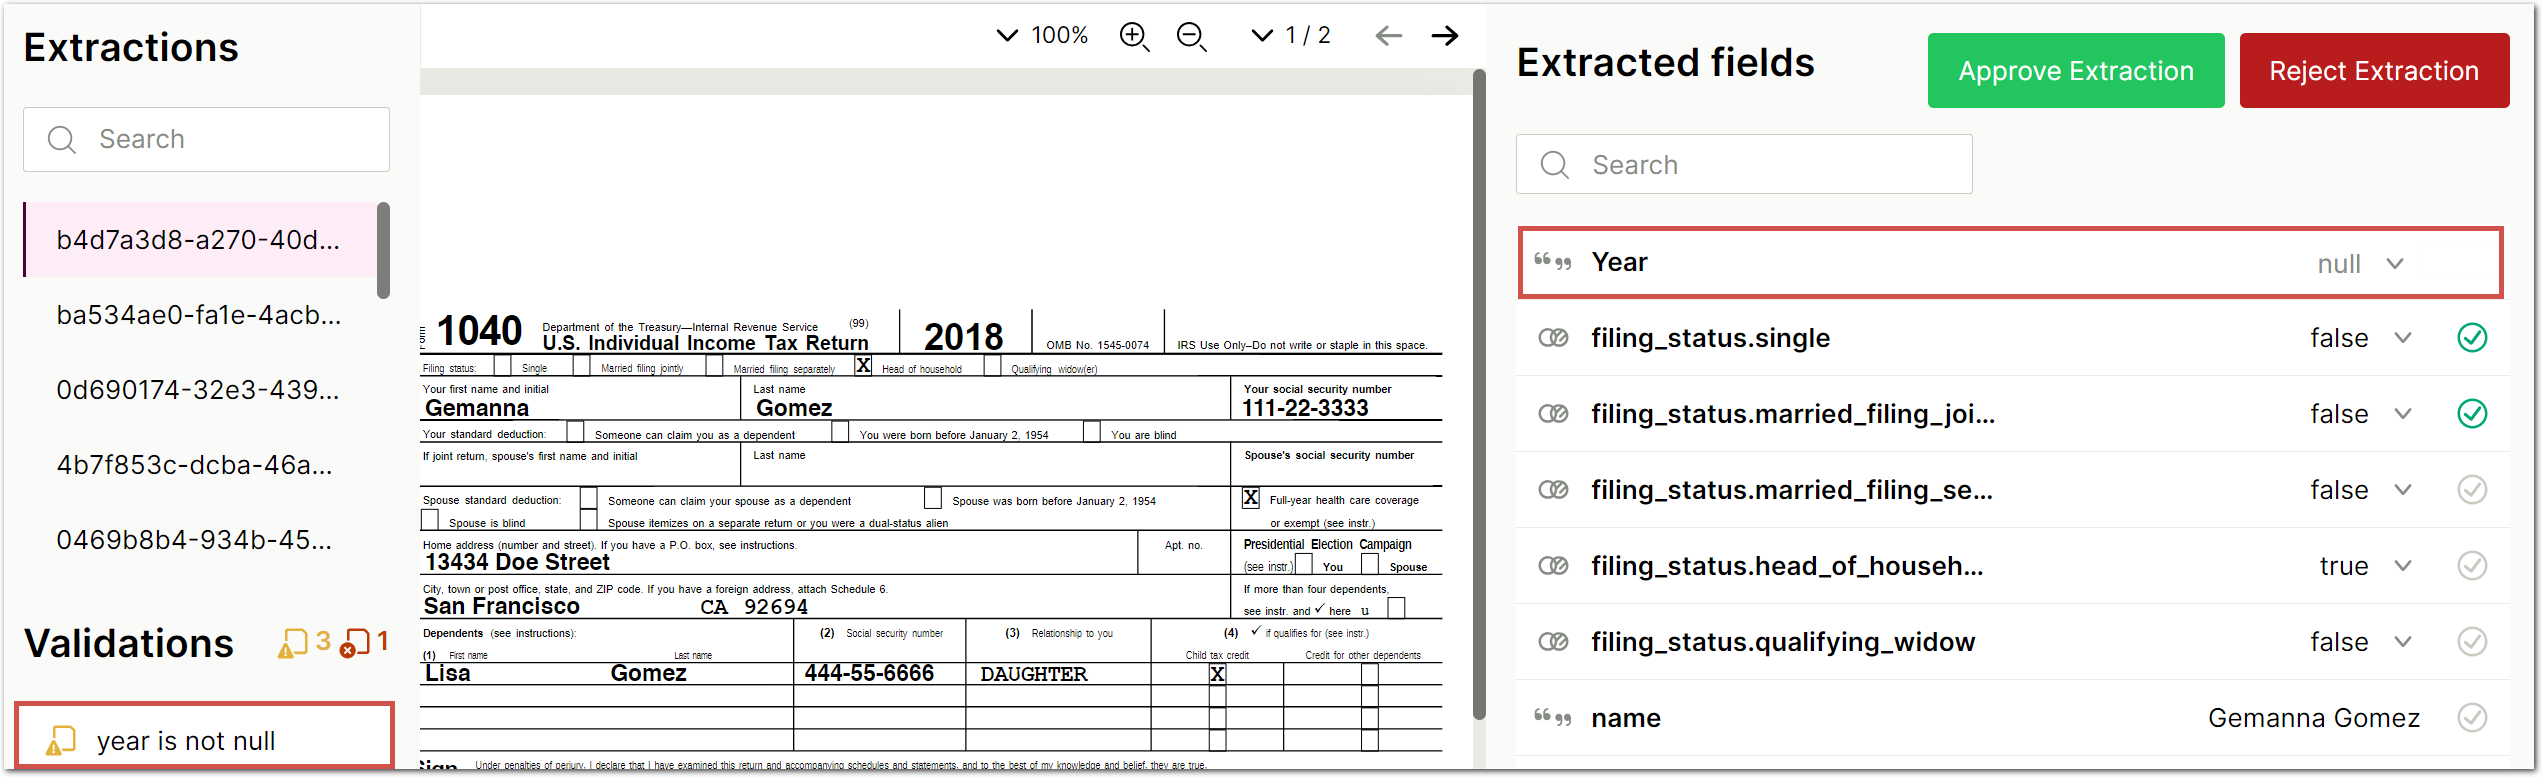 Extractions
Search
b4d7a3d8-a270-40d...
ba534ae0-fa1e-4acb...
0d690174-32e3-439...
4b7f853c-dcba-46a...
0469b8b4-934b-45...
Validations 3 1
year is not null
100% 1 / 2
Form 1040 Department of the Treasury—Internal Revenue Service (99)
U.S. Individual Income Tax Return 2018 OMB No. 1545-0074 IRS Use Only–Do not write or staple in this space.
Filing status: Single Married filing jointly Married filing separately X Head of household Qualifying widow(er)
Your first name and initial Last name Your social security number
Gemanna Gomez 111-22-3333
Your standard deduction: Someone can claim you as a dependent You were born before January 2, 1954 You are blind
If joint return, spouse's first name and initial Last name Spouse's social security number
Spouse standard deduction: Someone can claim your spouse as a dependent Spouse was born before January 2, 1954 X Full-year health care coverage
Spouse is blind Spouse itemizes on a separate return or you were a dual-status alien or exempt (see instr.)
Home address (number and street). If you have a P.O. box, see instructions. Apt. no. Presidential Election Campaign
13434 Doe Street (see instr.) You Spouse
City, town or post office, state, and ZIP code. If you have a foreign address, attach Schedule 6. If more than four dependents,
San Francisco CA 92694 see instr. and ✓ here u
Dependents (see instructions): (2) Social security number (3) Relationship to you (4) ✓ if qualifies for (see instr.)
(1) First name Last name Child tax credit Credit for other dependents
Lisa Gomez 444-55-6666 DAUGHTER X
Sign Under penalties of perjury, I declare that I have examined this return and accompanying schedules and statements, and to the best of my knowledge and belief, they are true,
Extracted fields
Approve Extraction
Reject Extraction
Search
Year null
filing_status.single false
filing_status.married_filing_joi... false
filing_status.married_filing_se... false
filing_status.head_of_househ... true
filing_status.qualifying_widow false
name Gemanna Gomez